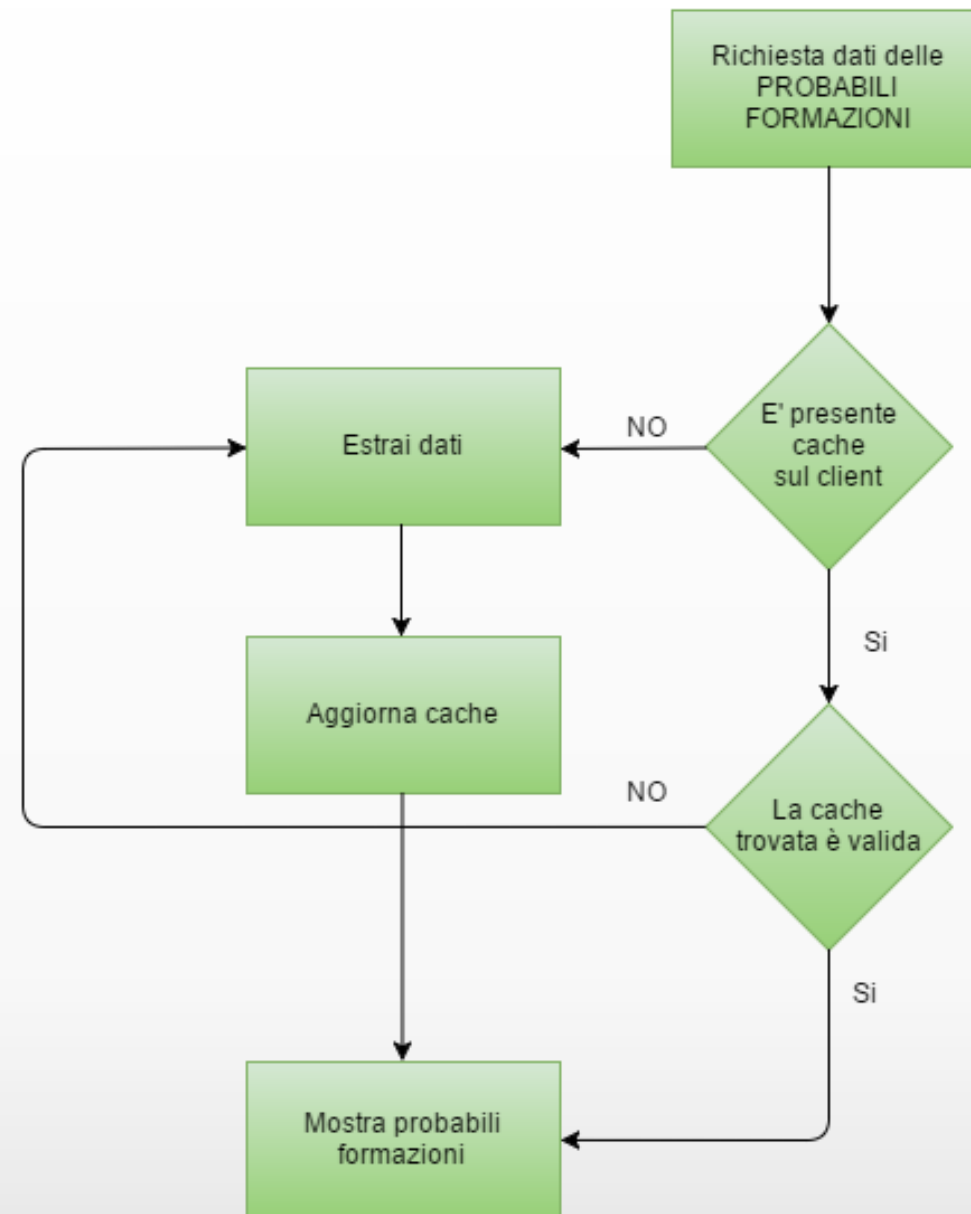 Richiesta dati delle
PROBABILI
FORMAZIONI
E' presente
cache
sul client
NO
Estrai dati
Si
Aggiorna cache
NO
La cache
trovata è valida
Si
Mostra probabili
formazioni